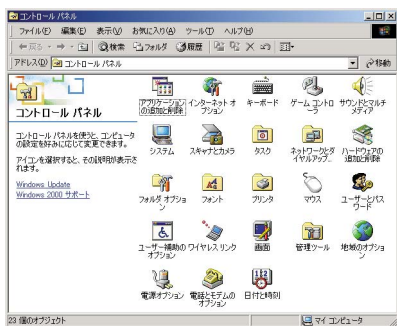 コントロール パネル
ファイル(F) 編集(E) 表示(V) お気に入り(A) ツール(T) ヘルプ(H)
戻る 検索 フォルダ 履歴
アドレス(D) コントロール パネル 移動
コントロール パネル
コントロール パネルを使うと、コンピュータの設定を好みに応じて変更できます。
アイコンを選択すると、その説明が表示されます。
Windows Update
Windows 2000 サポート
アプリケーションの追加と削除
インターネット オプション
キーボード
ゲーム コントローラ
サウンドとマルチメディア
システム
スキャナとカメラ
タスク
ネットワークとダイヤルアップ...
ハードウェアの追加と削除
フォルダ オプション
フォント
プリンタ
マウス
ユーザーとパスワード
ユーザー補助のオプション
ワイヤレス リンク
画面
管理ツール
地域のオプション
電源オプション
電話とモデムのオプション
日付と時刻
23 個のオブジェクト
マイ コンピュータ